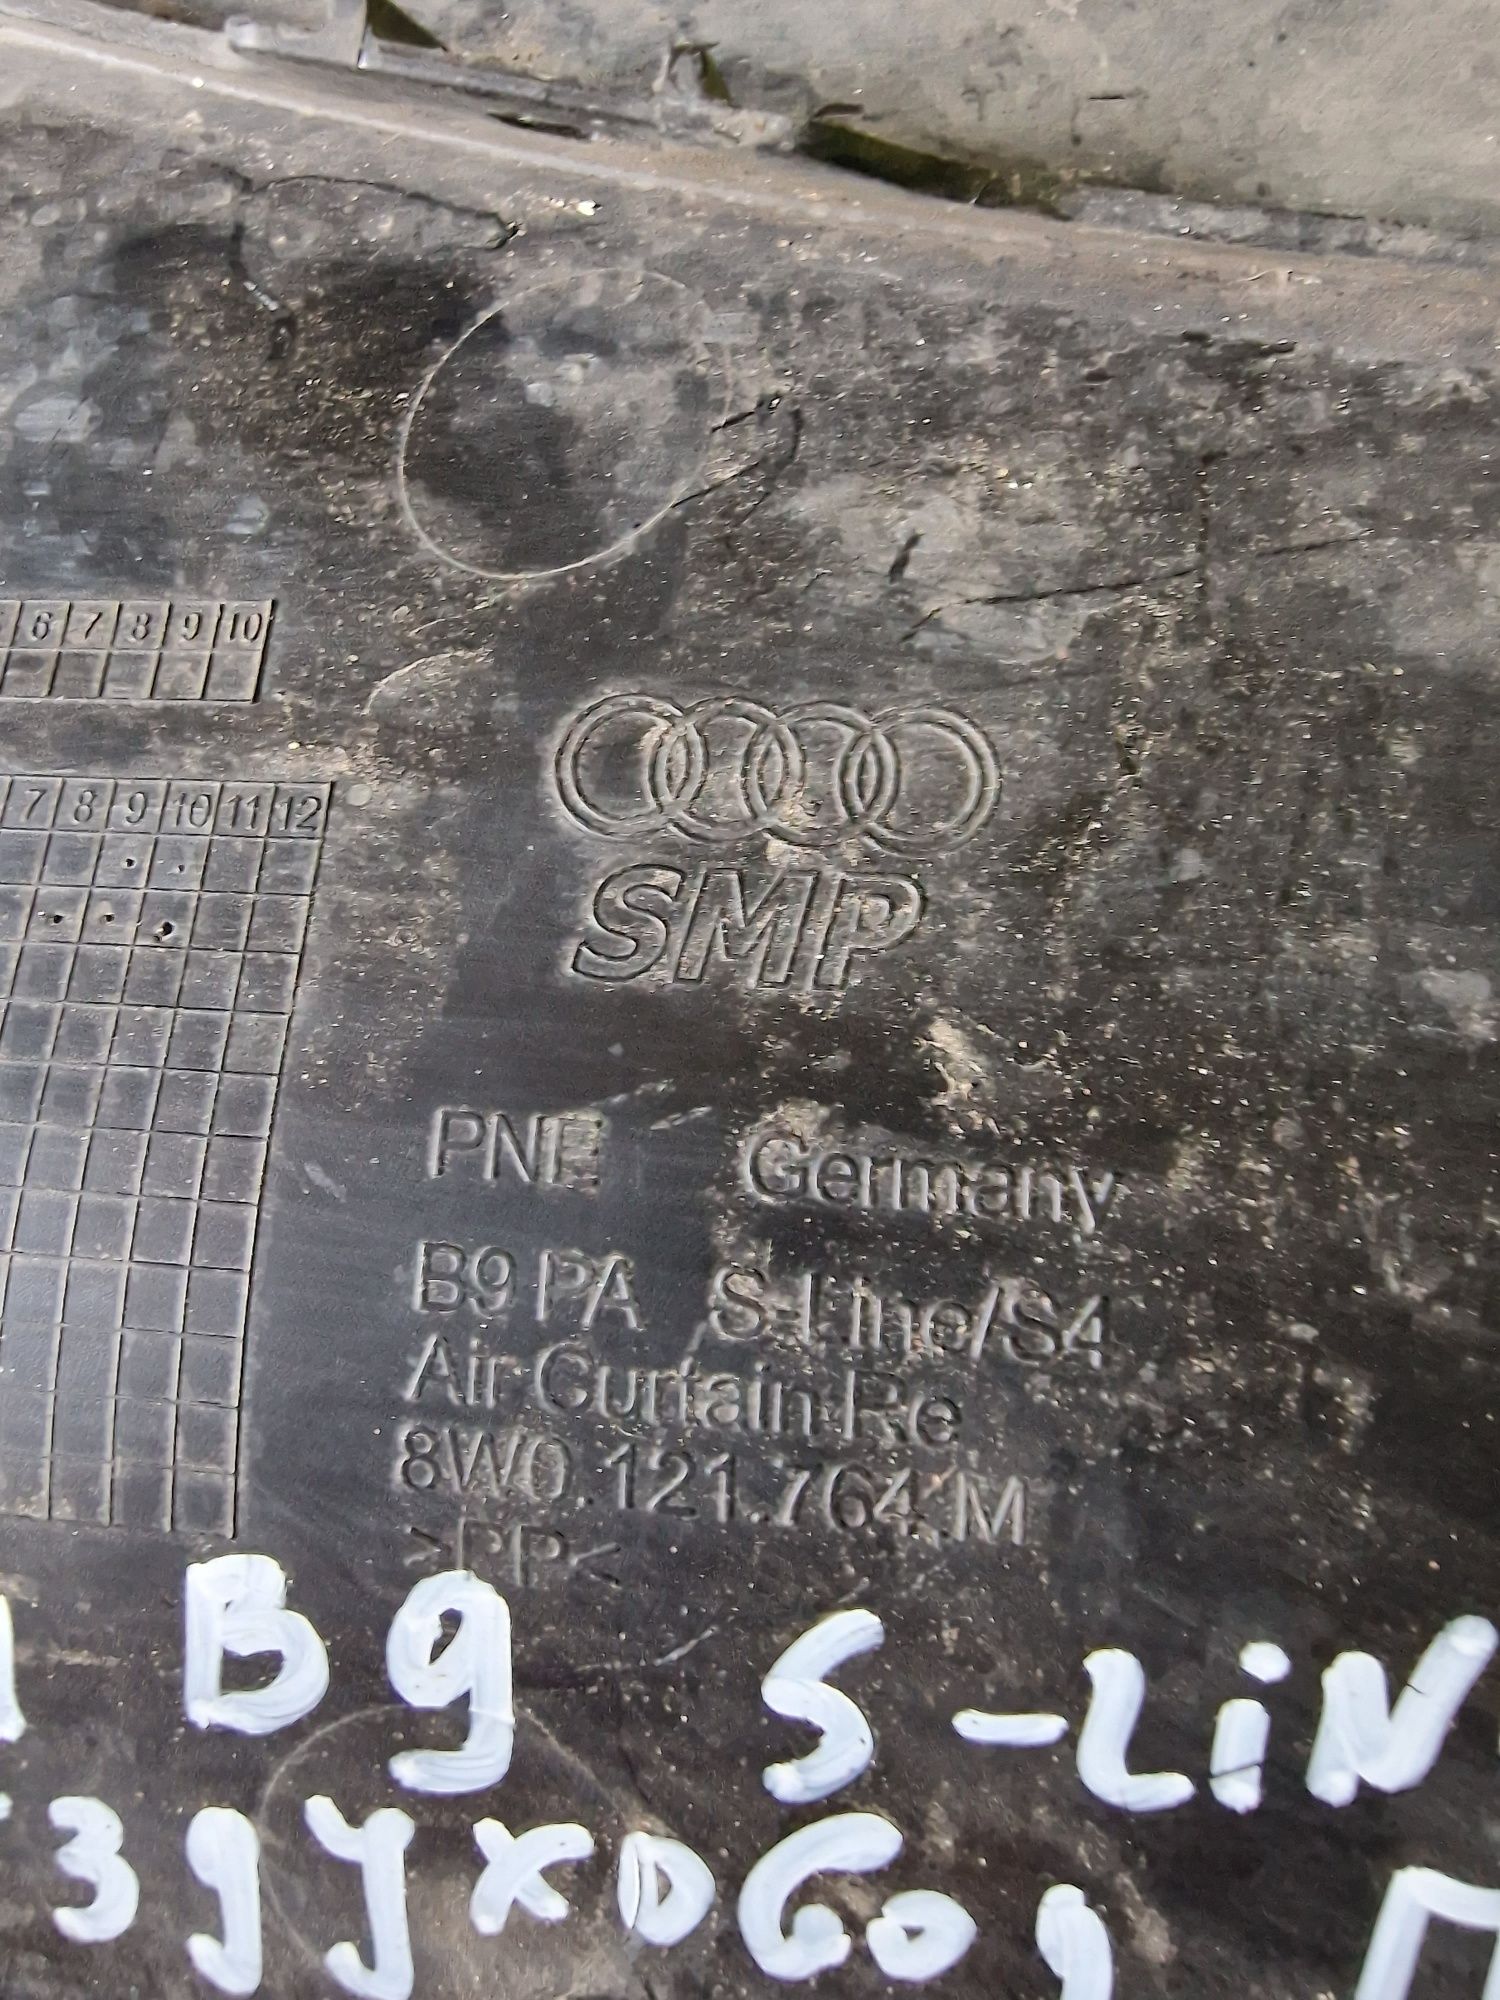 6 7 8 9 10
7 8 9 10 11 12
SMP
PNE Germany
B9 PA S-Line/S4
Air Curtain Re
8W0.121.764.M
>PP<
B9 S-LiN